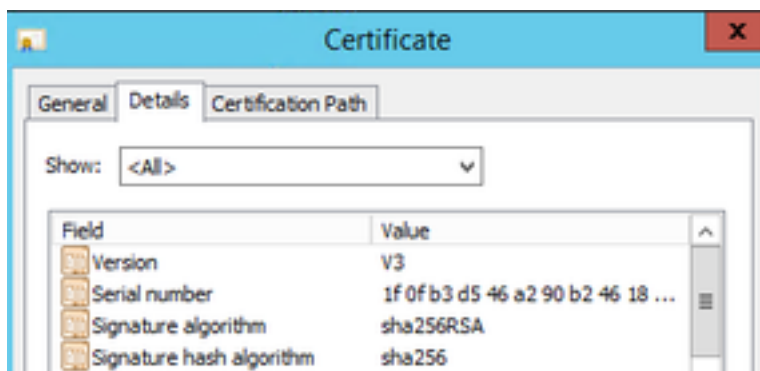 Certificate
x
General Details Certification Path
Show: <All>
Field Value
Version V3
Serial number 1f 0f b3 d5 46 a2 90 b2 46 18 ...
Signature algorithm sha256RSA
Signature hash algorithm sha256